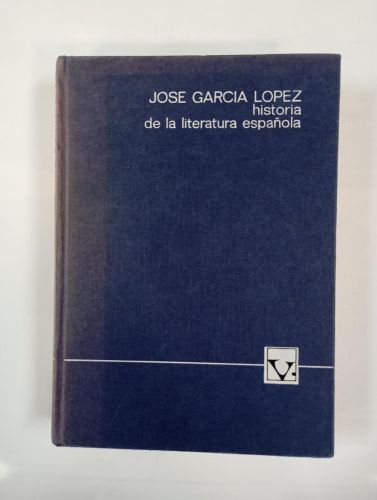 JOSE GARCIA LOPEZ
historia
de la literatura española
V.